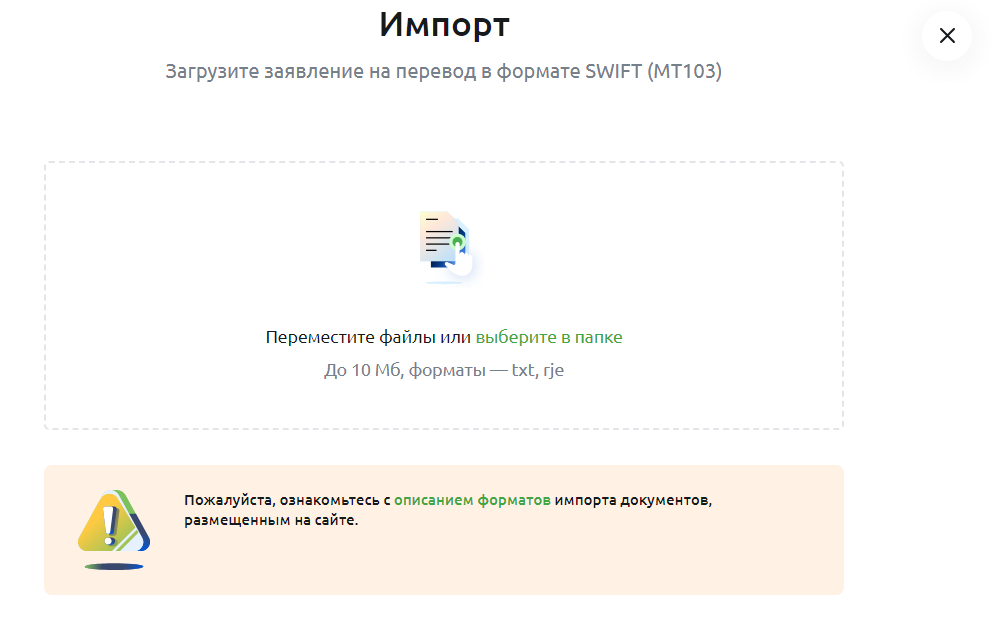 Импорт
Загрузите заявление на перевод в формате SWIFT (MT103)
Переместите файлы или выберите в папке
До 10 Мб, форматы — txt, rje
Пожалуйста, ознакомьтесь с описанием форматов импорта документов,
размещенным на сайте.